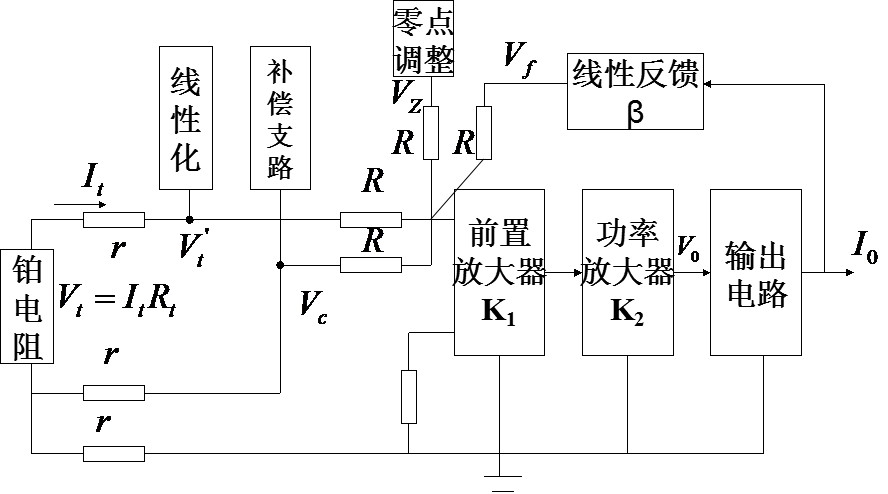 零点
调整
V_Z
R
R
V_f
线性反馈
β
线性化
补偿支路
I_t
r
V_t'
R
R
V_c
铂电阻
V_t = I_t R_t
r
r
前置
放大器
K₁
功率
放大器
K₂
V₀
输出
电路
I₀